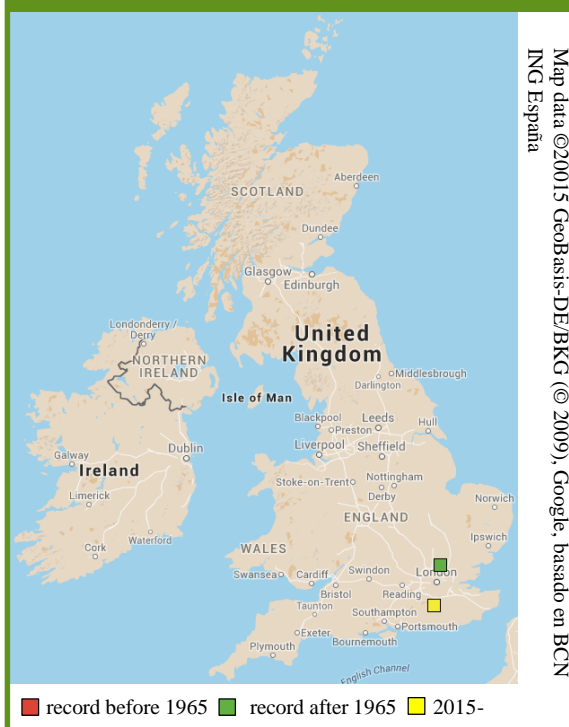 Aberdeen
SCOTLAND
Dundee
Glasgow
Edinburgh
Londonderry /
Derry
NORTHERN
IRELAND
United
Kingdom
Isle of Man
Middlesbrough
Darlington
Blackpool
Leeds
Preston
Hull
Galway
Dublin
Liverpool
Sheffield
Ireland
Stoke-on-Trent
Nottingham
Derby
Limerick
Norwich
ENGLAND
Waterford
Cork
WALES
Ipswich
Swansea
Cardiff
Swindon
London
Bristol
Reading
Taunton
Southampton
Portsmouth
Exeter
Bournemouth
Plymouth
English Channel
Map data ©20015 GeoBasis-DE/BKG (© 2009), Google, basado en BCN
ING España
record before 1965 record after 1965 2015-